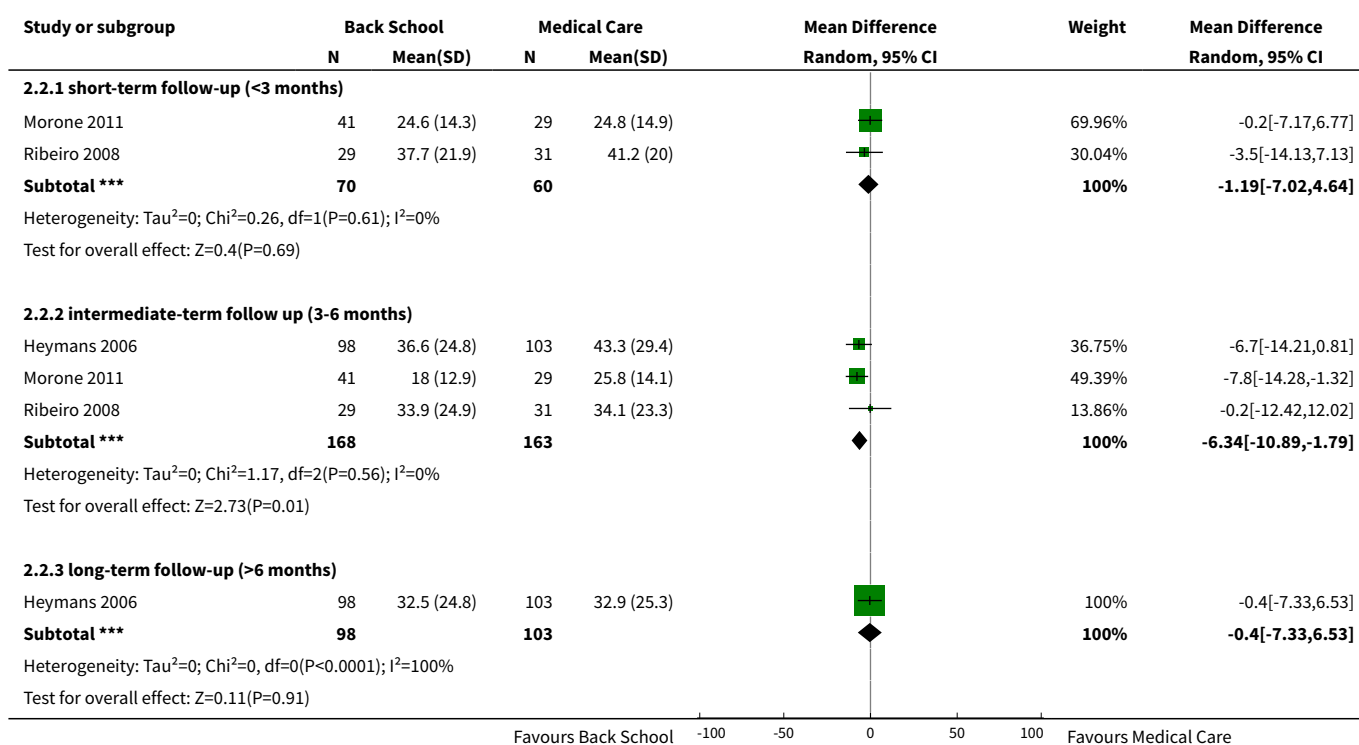 Study or subgroup Back School Medical Care Mean Difference Weight Mean Difference
N Mean(SD) N Mean(SD) Random, 95% CI Random, 95% CI
2.2.1 short-term follow-up (<3 months)
Morone 2011 41 24.6 (14.3) 29 24.8 (14.9) 69.96% -0.2[-7.17,6.77]
Ribeiro 2008 29 37.7 (21.9) 31 41.2 (20) 30.04% -3.5[-14.13,7.13]
Subtotal *** 70 60 100% -1.19[-7.02,4.64]
Heterogeneity: Tau²=0; Chi²=0.26, df=1(P=0.61); I²=0%
Test for overall effect: Z=0.4(P=0.69)
2.2.2 intermediate-term follow up (3-6 months)
Heymans 2006 98 36.6 (24.8) 103 43.3 (29.4) 36.75% -6.7[-14.21,0.81]
Morone 2011 41 18 (12.9) 29 25.8 (14.1) 49.39% -7.8[-14.28,-1.32]
Ribeiro 2008 29 33.9 (24.9) 31 34.1 (23.3) 13.86% -0.2[-12.42,12.02]
Subtotal *** 168 163 100% -6.34[-10.89,-1.79]
Heterogeneity: Tau²=0; Chi²=1.17, df=2(P=0.56); I²=0%
Test for overall effect: Z=2.73(P=0.01)
2.2.3 long-term follow-up (>6 months)
Heymans 2006 98 32.5 (24.8) 103 32.9 (25.3) 100% -0.4[-7.33,6.53]
Subtotal *** 98 103 100% -0.4[-7.33,6.53]
Heterogeneity: Tau²=0; Chi²=0, df=0(P<0.0001); I²=100%
Test for overall effect: Z=0.11(P=0.91)
Favours Back School -100 -50 0 50 100 Favours Medical Care